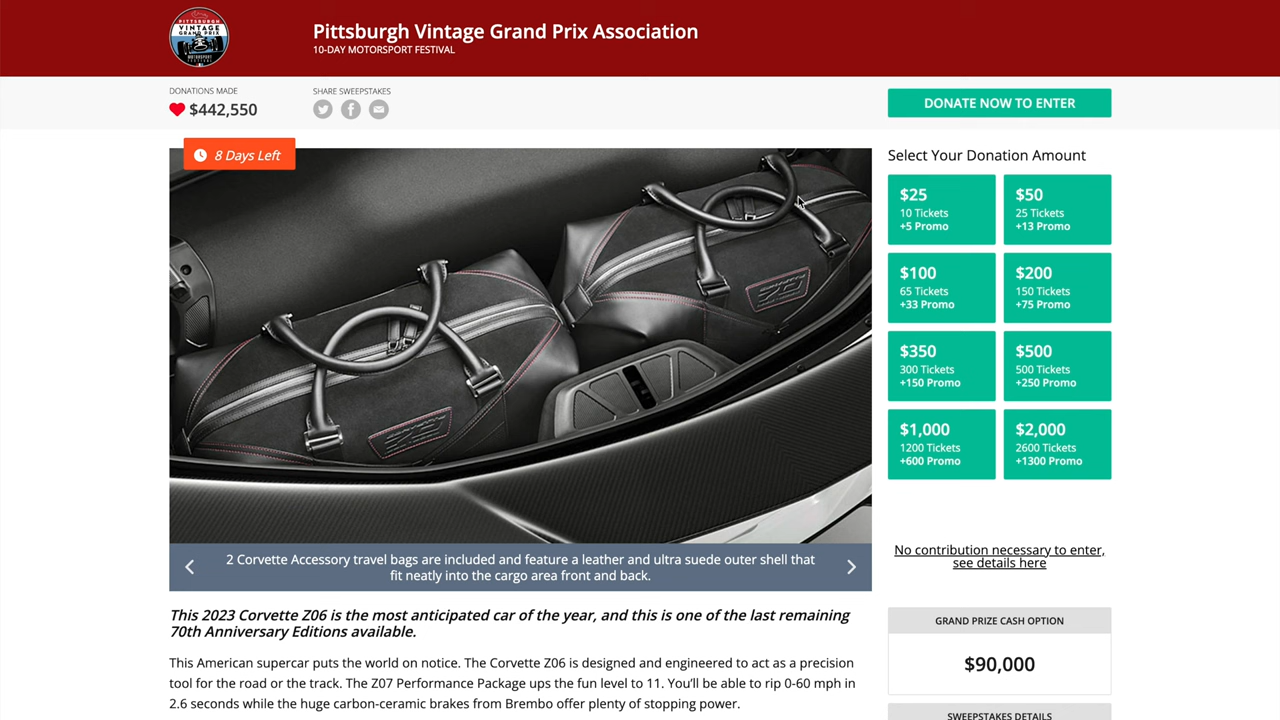 PITTSBURGH
VINTAGE
GRAND PRIX
Pittsburgh Vintage Grand Prix Association
10-DAY MOTORSPORT FESTIVAL
DONATIONS MADE
$442,550
SHARE SWEEPSTAKES
DONATE NOW TO ENTER
8 Days Left
2 Corvette Accessory travel bags are included and feature a leather and ultra suede outer shell that
fit neatly into the cargo area front and back.
This 2023 Corvette Z06 is the most anticipated car of the year, and this is one of the last remaining
70th Anniversary Editions available.
This American supercar puts the world on notice. The Corvette Z06 is designed and engineered to act as a precision
tool for the road or the track. The Z07 Performance Package ups the fun level to 11. You'll be able to rip 0-60 mph in
2.6 seconds while the huge carbon-ceramic brakes from Brembo offer plenty of stopping power.
Select Your Donation Amount
$25
10 Tickets
+5 Promo
$50
25 Tickets
+13 Promo
$100
65 Tickets
+33 Promo
$200
150 Tickets
+75 Promo
$350
300 Tickets
+150 Promo
$500
500 Tickets
+250 Promo
$1,000
1200 Tickets
+600 Promo
$2,000
2600 Tickets
+1300 Promo
No contribution necessary to enter,
see details here
GRAND PRIZE CASH OPTION
$90,000
SWEEPSTAKES DETAILS